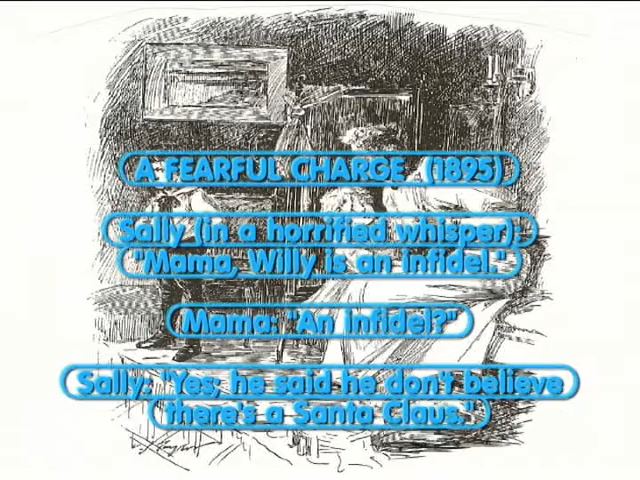 A FEARFUL CHARGE (1895)
Sally (in a horrified whisper):
"Mama, Willy is an infidel."
Mama: "An infidel?"
Sally: "Yes; he said he don't believe
there's a Santa Claus."